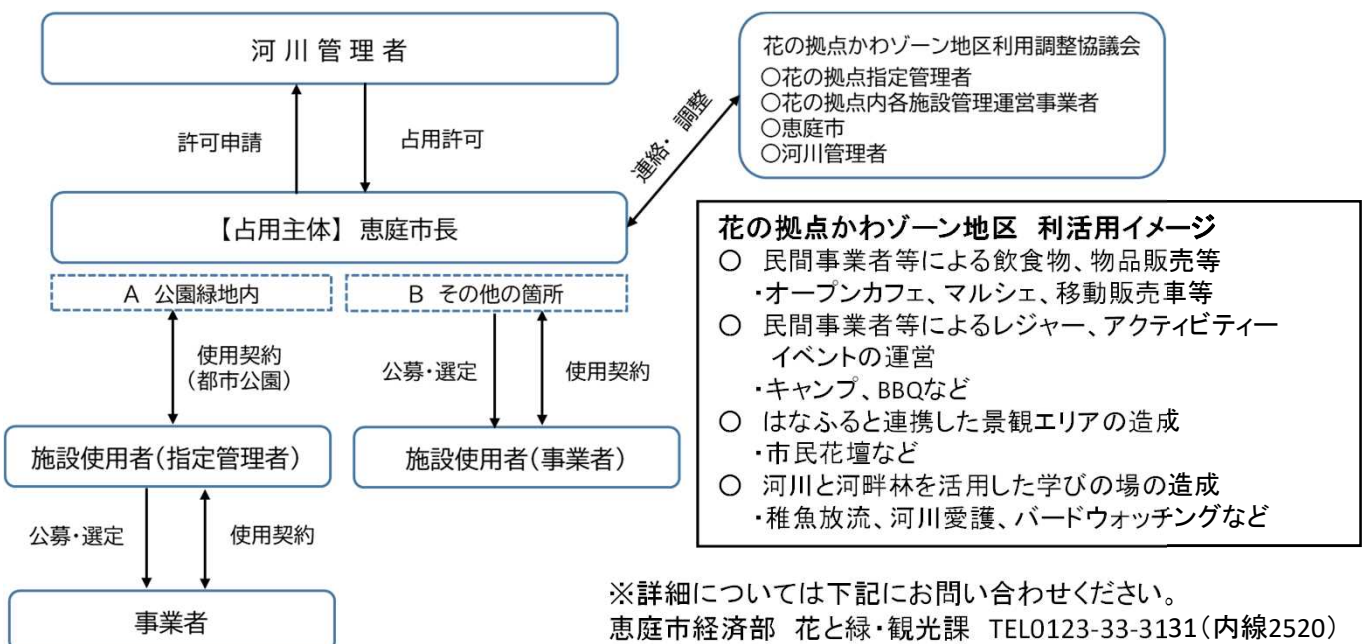 河川管理者
許可申請
占用許可
連絡・調整
花の拠点かわゾーン地区利用調整協議会
○花の拠点指定管理者
○花の拠点内各施設管理運営事業者
○恵庭市
○河川管理者
【占用主体】恵庭市長
A 公園緑地内
B その他の箇所
使用契約
(都市公園)
公募・選定
使用契約
施設使用者(指定管理者)
施設使用者(事業者)
公募・選定
使用契約
事業者
花の拠点かわゾーン地区 利活用イメージ
○ 民間事業者等による飲食物、物品販売等
・オープンカフェ、マルシェ、移動販売車等
○ 民間事業者等によるレジャー、アクティビティー
イベントの運営
・キャンプ、BBQなど
○ はなふると連携した景観エリアの造成
・市民花壇など
○ 河川と河畔林を活用した学びの場の造成
・稚魚放流、河川愛護、バードウォッチングなど
※詳細については下記にお問い合わせください。
恵庭市経済部 花と緑・観光課 TEL0123-33-3131(内線2520)